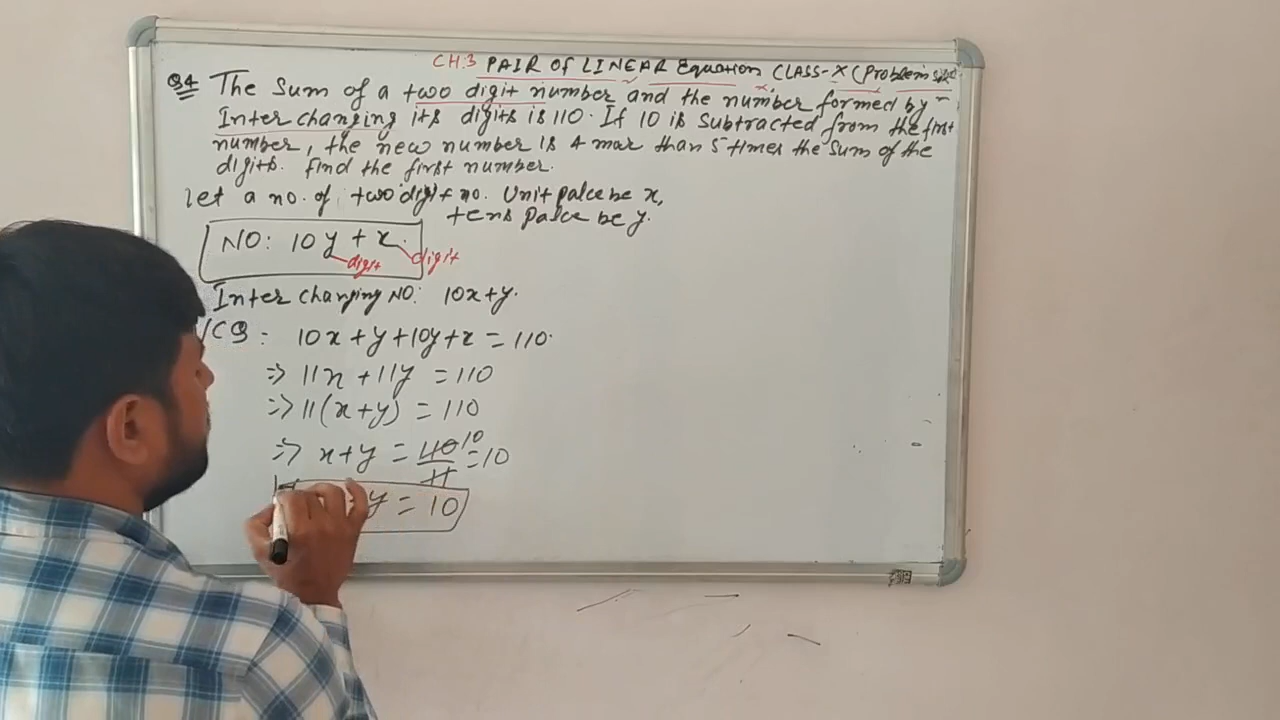 CH.3 PAIR OF LINEAR Equation CLASS-X (Problem
Q4 The Sum of a two digit number and the number formed by
Inter changing its digits is 110. If 10 is subtracted from the first
number, the new number is 4 mar than 5 times the sum of the
digits. Find the first number.
Let a no. of two digit no. Unit palce be x,
tens palce be y.
NO: 10y + x
digit digit
Inter changing NO: 10x+y.
10x+y+10y+x = 110.
=> 11x + 11y = 110
=> 11(x+y) = 110
=> x+y = 110/11 10 = 10
y = 10